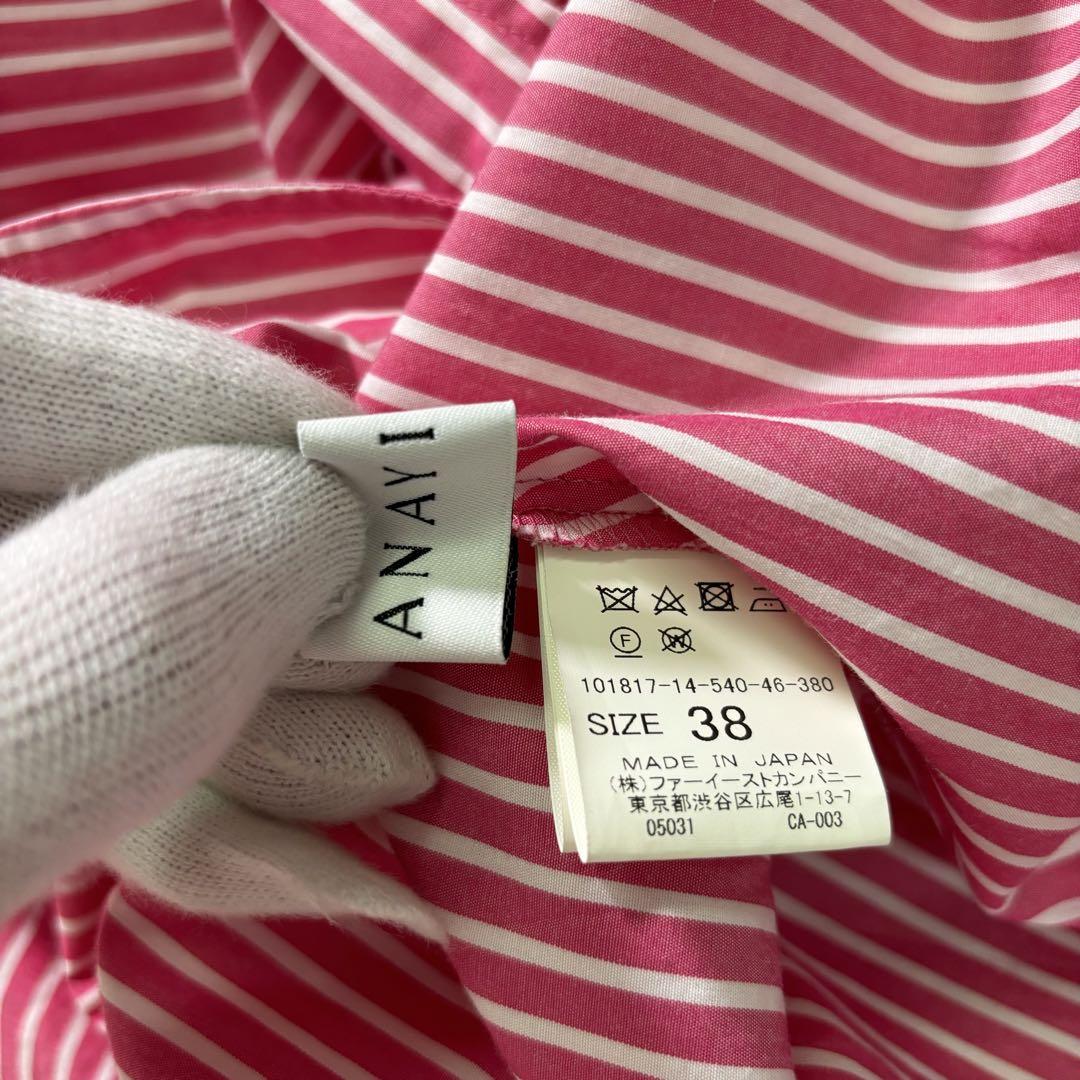 ANAYI
F
W
101817-14-540-46-380
SIZE 38
MADE IN JAPAN
(株)ファーイーストカンパニー
東京都渋谷区広尾1-13-7
05031 CA-003